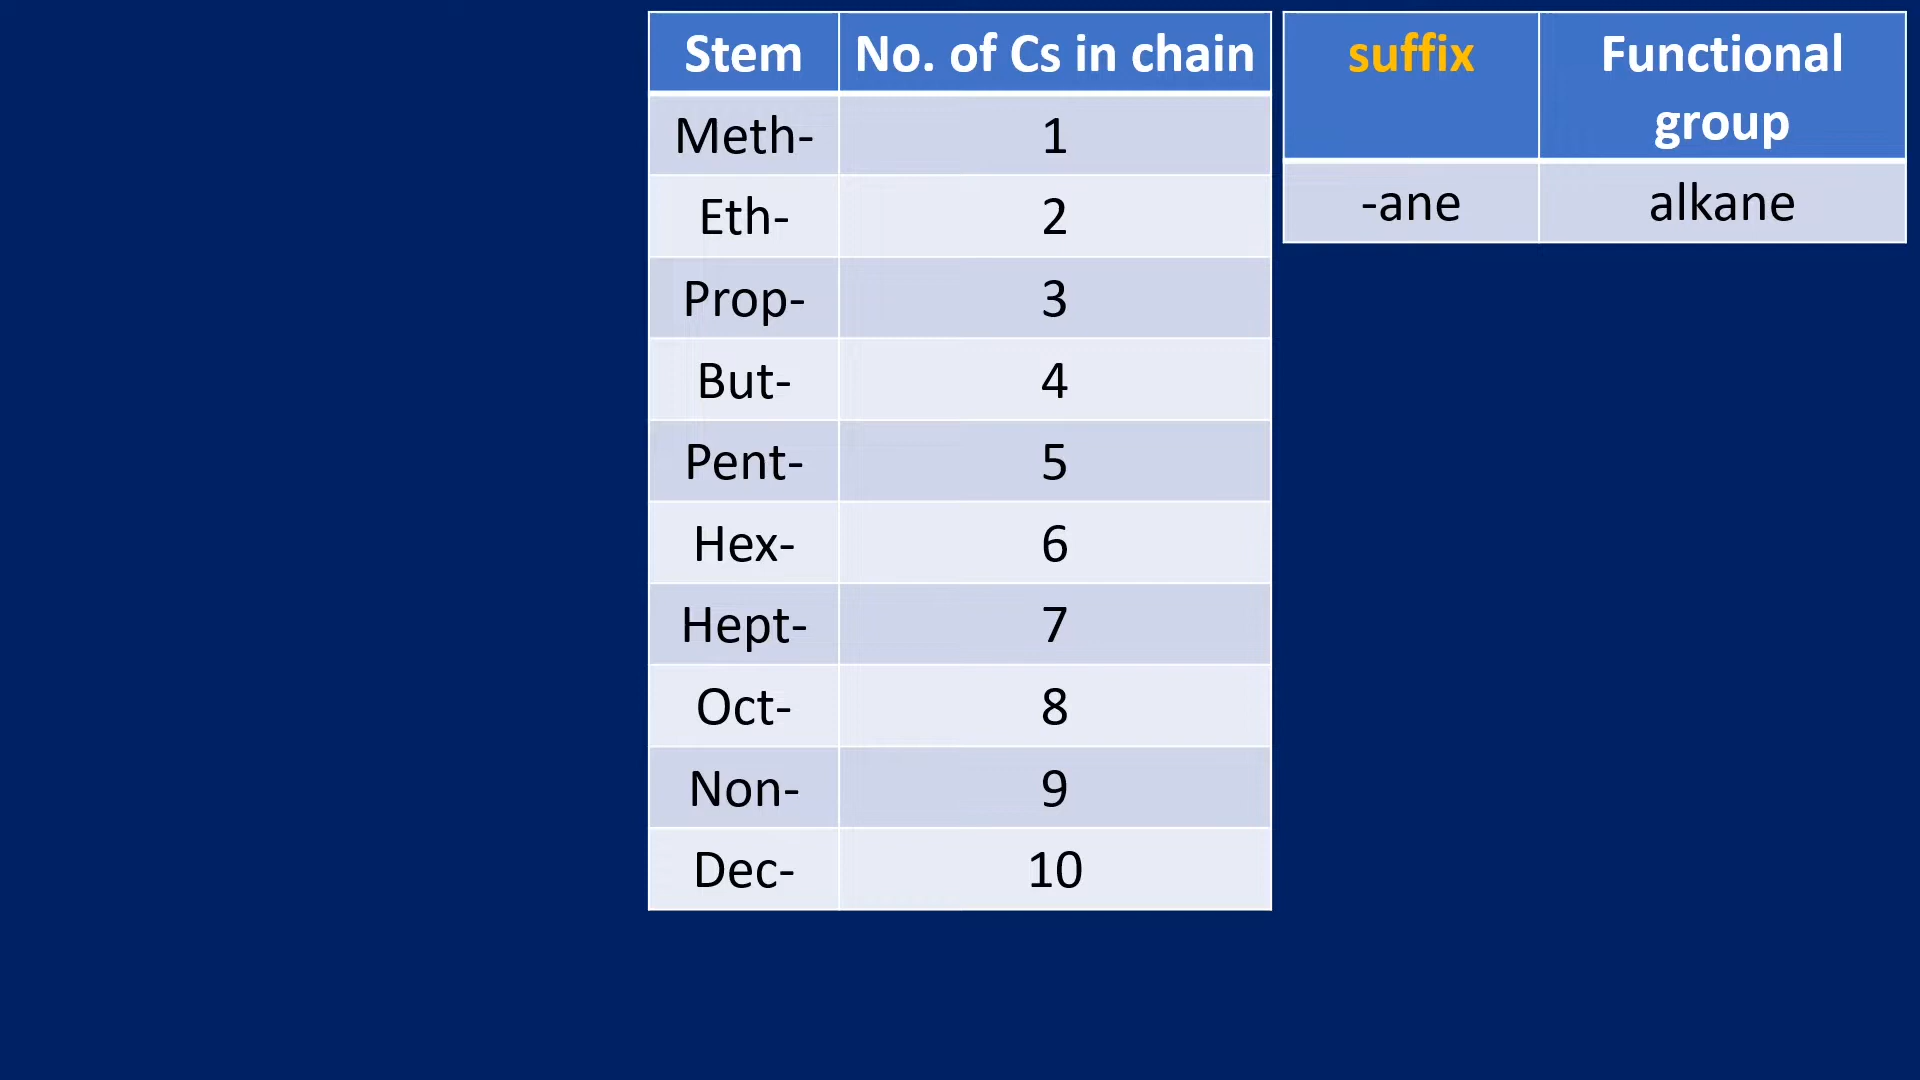 Stem No. of Cs in chain
Meth- 1
Eth- 2
Prop- 3
But- 4
Pent- 5
Hex- 6
Hept- 7
Oct- 8
Non- 9
Dec- 10
suffix Functional
group
-ane alkane